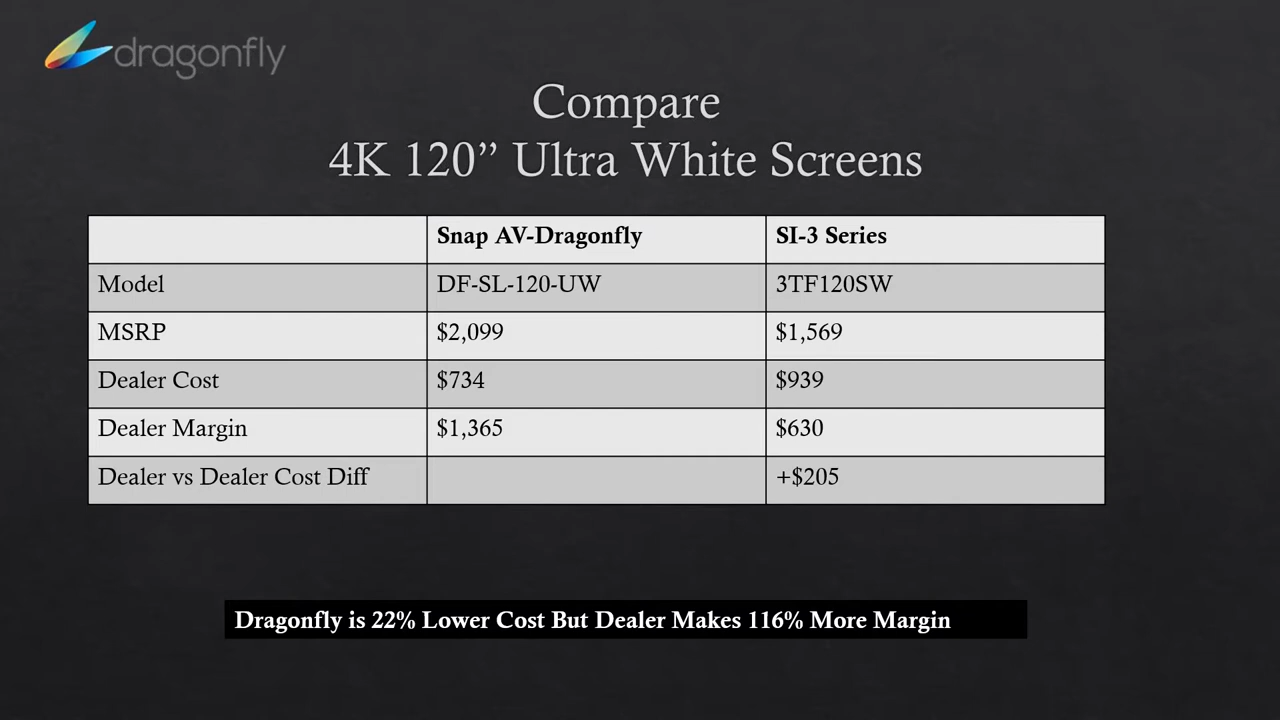 dragonfly
Compare
4K 120” Ultra White Screens
Snap AV-Dragonfly SI-3 Series
Model DF-SL-120-UW 3TF120SW
MSRP $2,099 $1,569
Dealer Cost $734 $939
Dealer Margin $1,365 $630
Dealer vs Dealer Cost Diff +$205
Dragonfly is 22% Lower Cost But Dealer Makes 116% More Margin